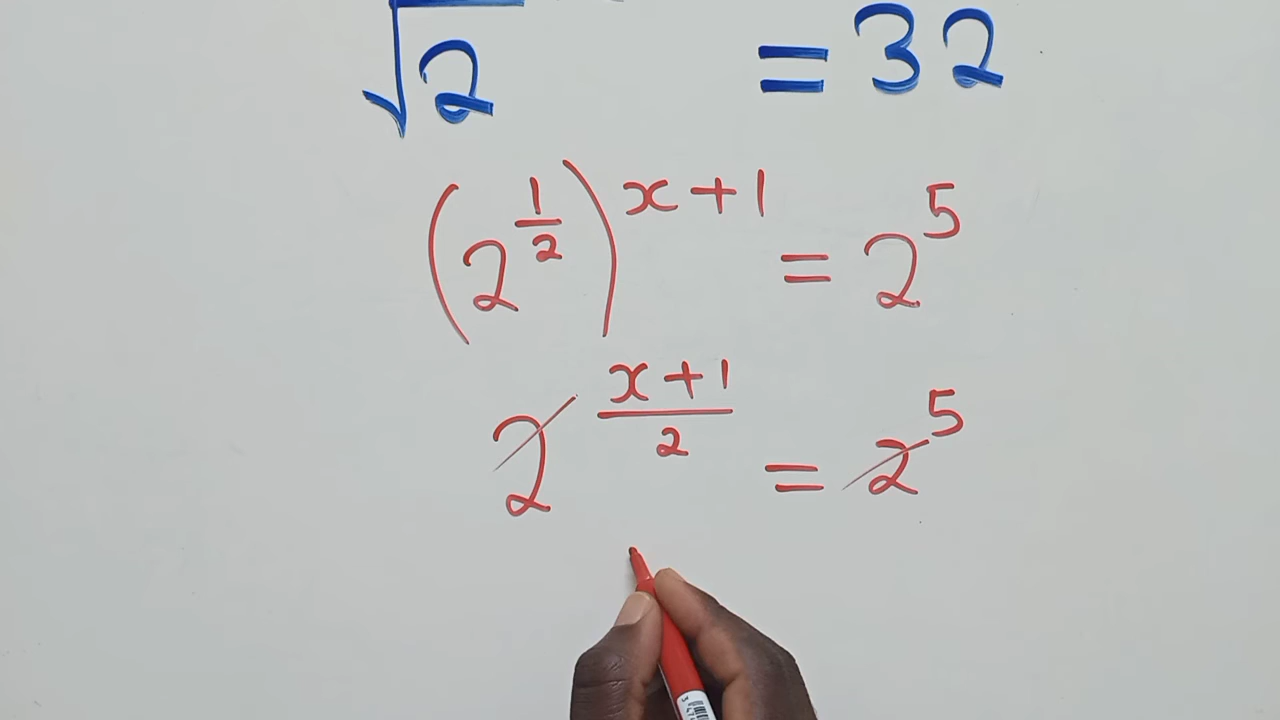 √2 = 32
(2^{1/2})^{x+1} = 2^5
2^{(x+1)/2} = 2^5